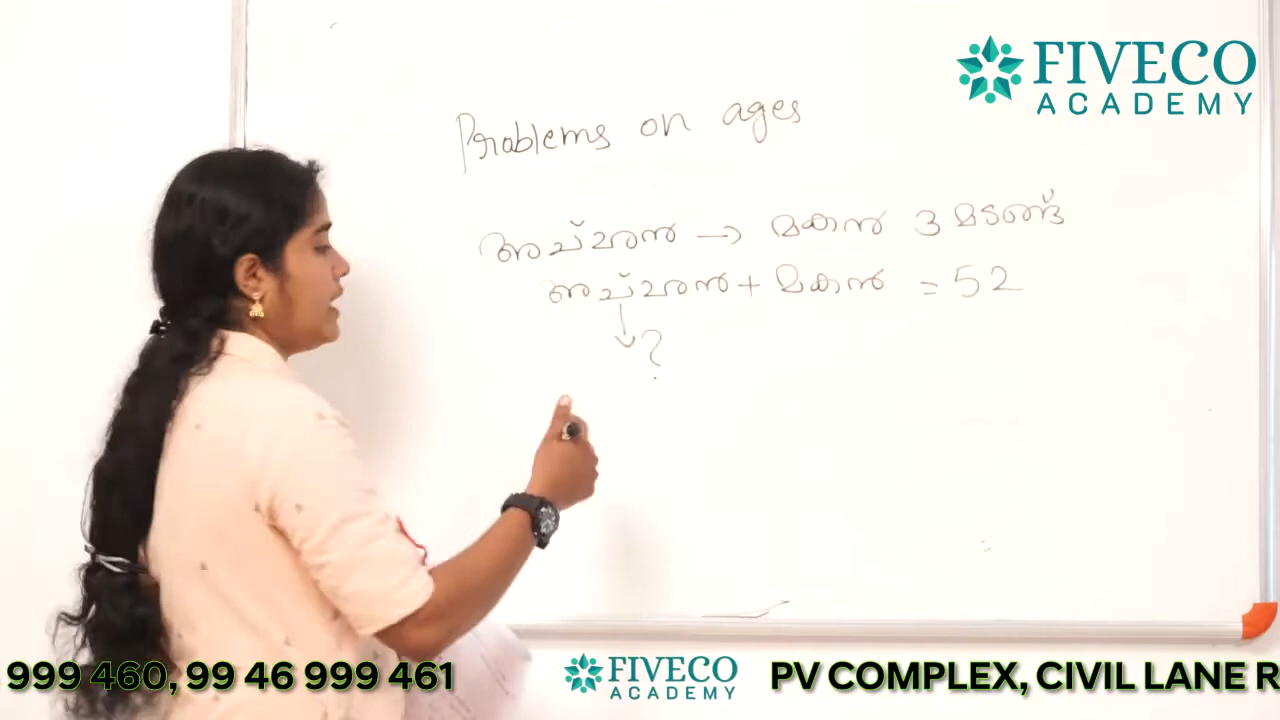 FIVECO
ACADEMY
Problems on ages
അച്ഛൻ → മകൻ 3 മടങ്ങ്
അച്ഛൻ + മകൻ = 52
↓ ?
999 460, 99 46 999 461
FIVECO
ACADEMY
PV COMPLEX, CIVIL LANE R